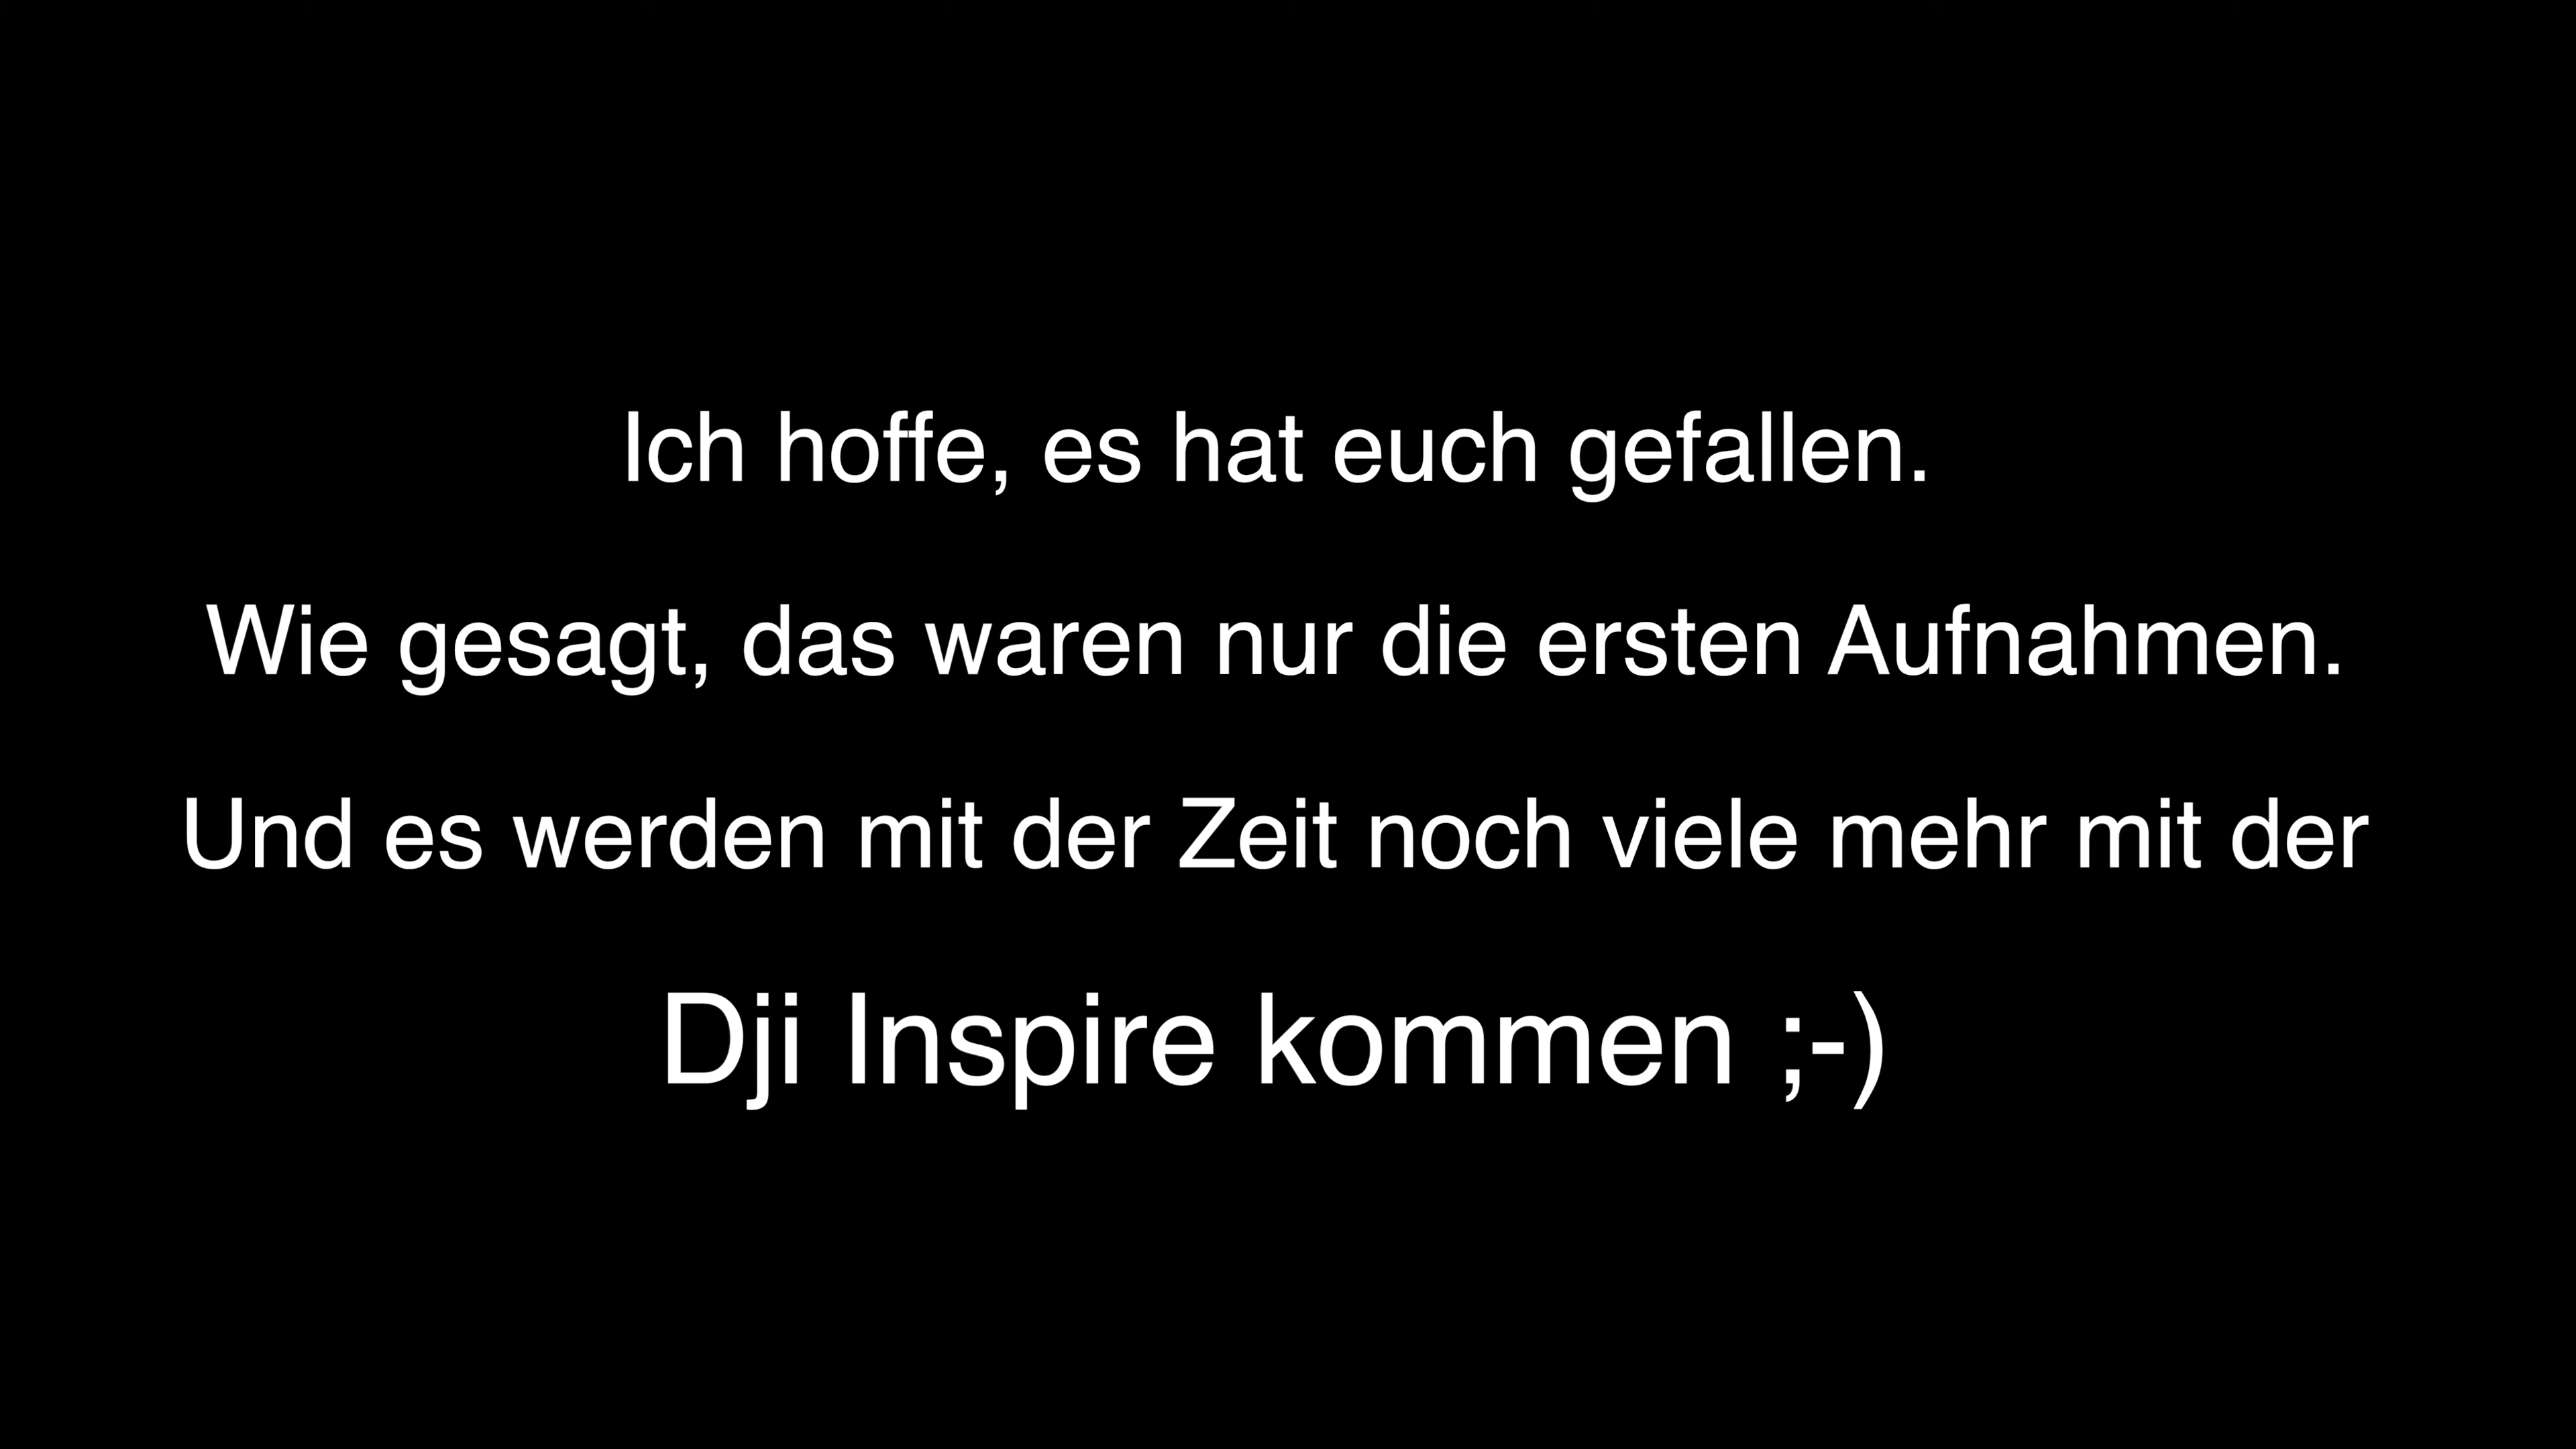 Ich hoffe, es hat euch gefallen.
Wie gesagt, das waren nur die ersten Aufnahmen.
Und es werden mit der Zeit noch viele mehr mit der
Dji Inspire kommen ;-)